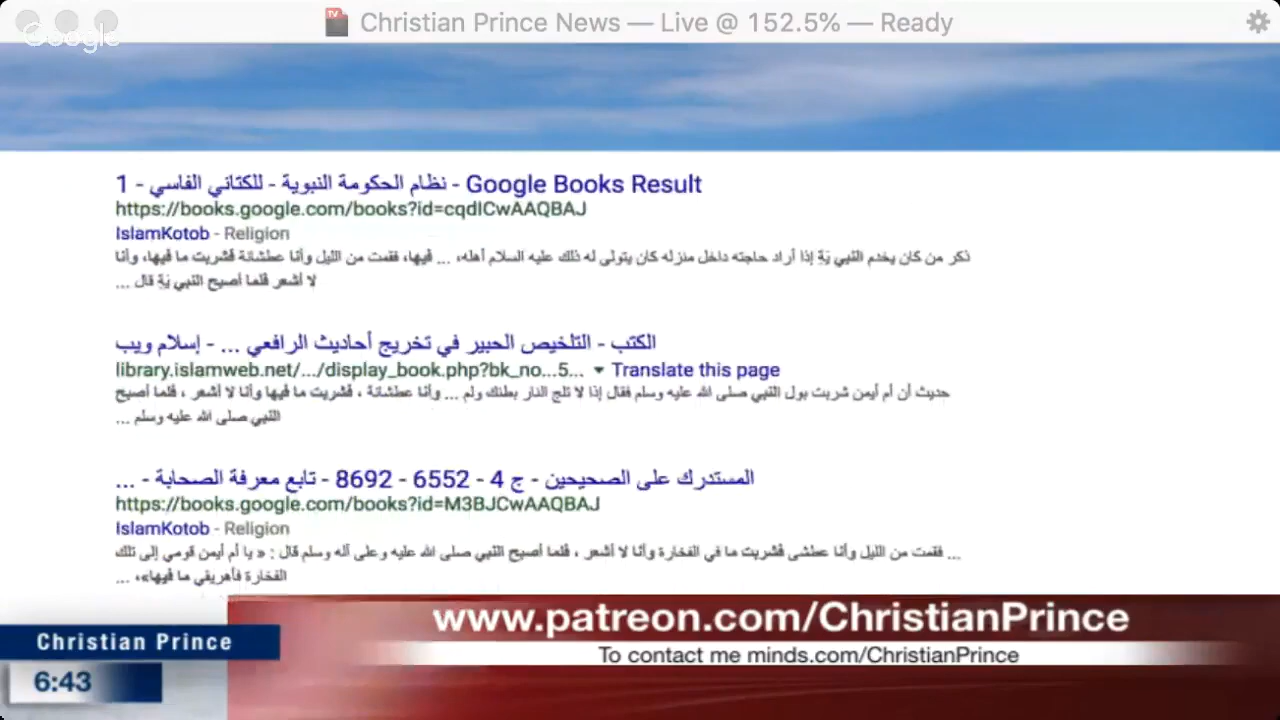 Google
Christian Prince News — Live @ 152.5% — Ready
نظام الحكومة النبوية - للكتاني الفاسي - 1 - Google Books Result
https://books.google.com/books?id=cqdICwAAQBAJ
IslamKotob - Religion
ذكر من كان يخدم النبي يَةِ إذا أراد حاجته داخل منزله كان يتولى له ذلك عليه السلام أهله، ... فيها، فقمت من الليل وأنا عطشانة فشربت ما فيها، وأنا
لا أشعر فلما أصبح النبي يَةِ قال ...
الكتب - التلخيص الحبير في تخريج أحاديث الرافعي ... - إسلام ويب
library.islamweb.net/.../display_book.php?bk_no...5... ▾ Translate this page
حديث أن أم أيمن شربت بول النبي صلى الله عليه وسلم فقال إذا لا تلج النار بطنك ولم ... وأنا عطشانة ، فشربت ما فيها وأنا لا أشعر ، فلما أصبح
النبي صلى الله عليه وسلم ...
المستدرك على الصحيحين - ج 4 - 6552 - 8692 - تابع معرفة الصحابة - ...
https://books.google.com/books?id=M3BJCwAAQBAJ
IslamKotob - Religion
... فقمت من الليل وأنا عطشى فشربت ما في الفخارة وأنا لا أشعر ، فلما أصبح النبي صلى الله عليه وعلى آله وسلم قال : « يا أم أيمن قومي إلى تلك
الفخارة فأهريقي ما فيها»، ...
www.patreon.com/ChristianPrince
Christian Prince
To contact me minds.com/ChristianPrince
6:43